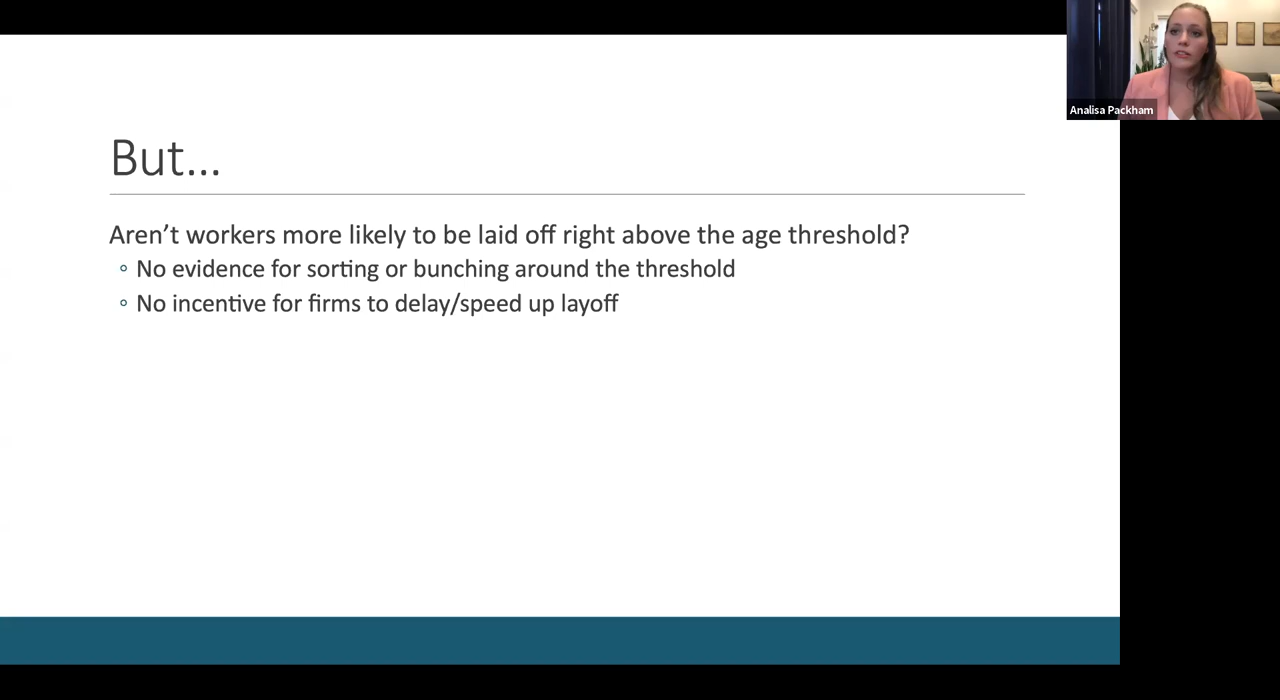 Analisa Packham
But...
Aren’t workers more likely to be laid off right above the age threshold?
◦ No evidence for sorting or bunching around the threshold
◦ No incentive for firms to delay/speed up layoff